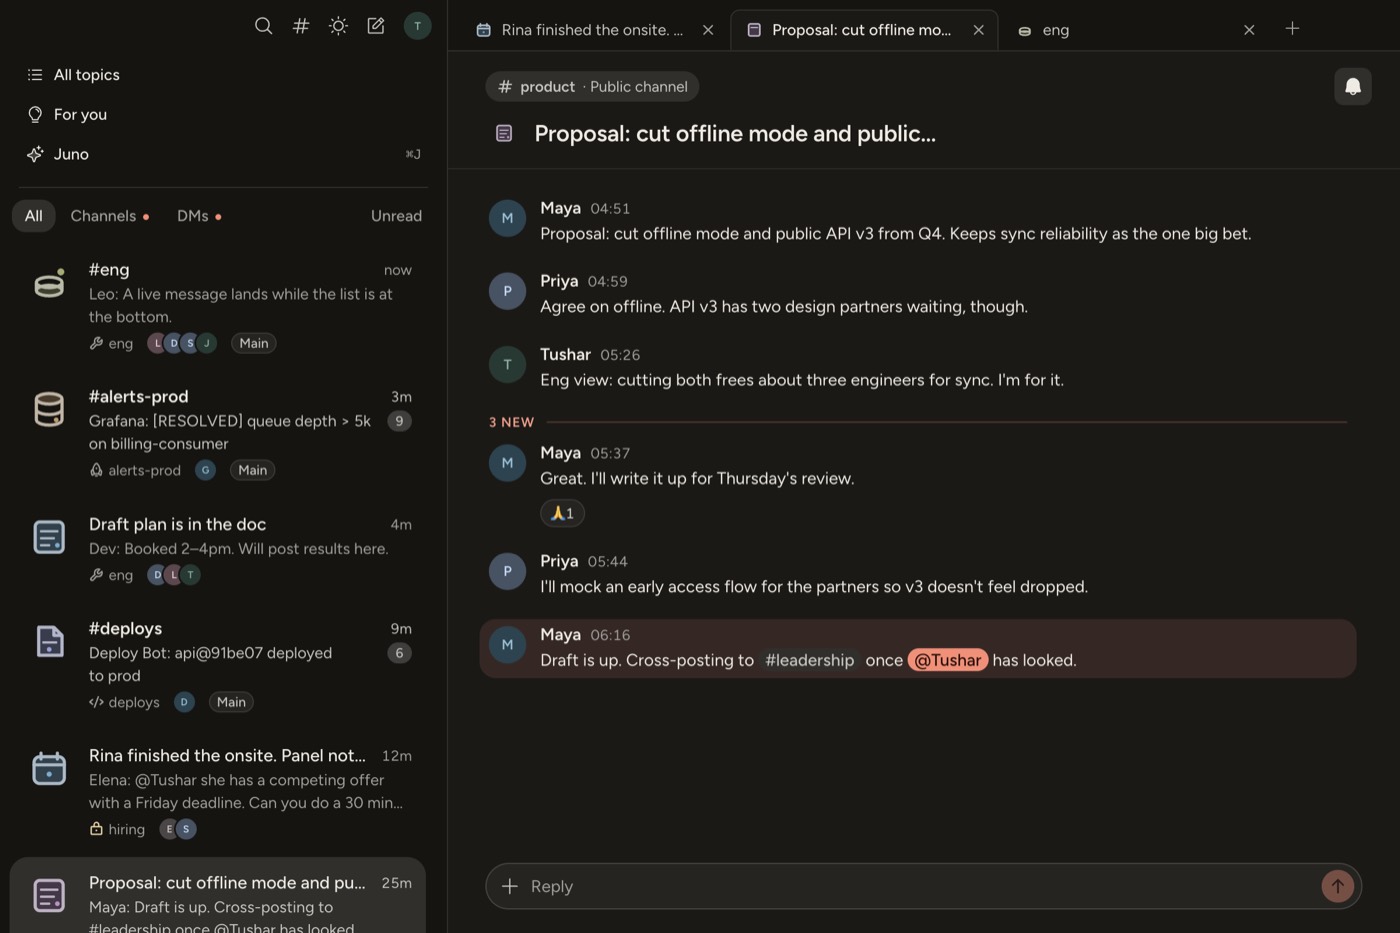 T
All topics
For you
Juno ⌘J
All Channels DMs Unread
#eng now
Leo: A live message lands while the list is at
the bottom.
eng L D S J Main
#alerts-prod 3m
Grafana: [RESOLVED] queue depth > 5k 9
on billing-consumer
alerts-prod G Main
Draft plan is in the doc 4m
Dev: Booked 2–4pm. Will post results here.
eng D L T
#deploys 9m
Deploy Bot: api@91be07 deployed 6
to prod
deploys D Main
Rina finished the onsite. Panel not... 12m
Elena: @Tushar she has a competing offer
with a Friday deadline. Can you do a 30 min...
hiring E S
Proposal: cut offline mode and pu... 25m
Maya: Draft is up. Cross-posting to
#leadership once @Tushar has looked.
Rina finished the onsite. ... Proposal: cut offline mo... eng
# product · Public channel
Proposal: cut offline mode and public...
M Maya 04:51
Proposal: cut offline mode and public API v3 from Q4. Keeps sync reliability as the one big bet.
P Priya 04:59
Agree on offline. API v3 has two design partners waiting, though.
T Tushar 05:26
Eng view: cutting both frees about three engineers for sync. I'm for it.
3 NEW
M Maya 05:37
Great. I'll write it up for Thursday's review.
🙏 1
P Priya 05:44
I'll mock an early access flow for the partners so v3 doesn't feel dropped.
M Maya 06:16
Draft is up. Cross-posting to #leadership once @Tushar has looked.
Reply